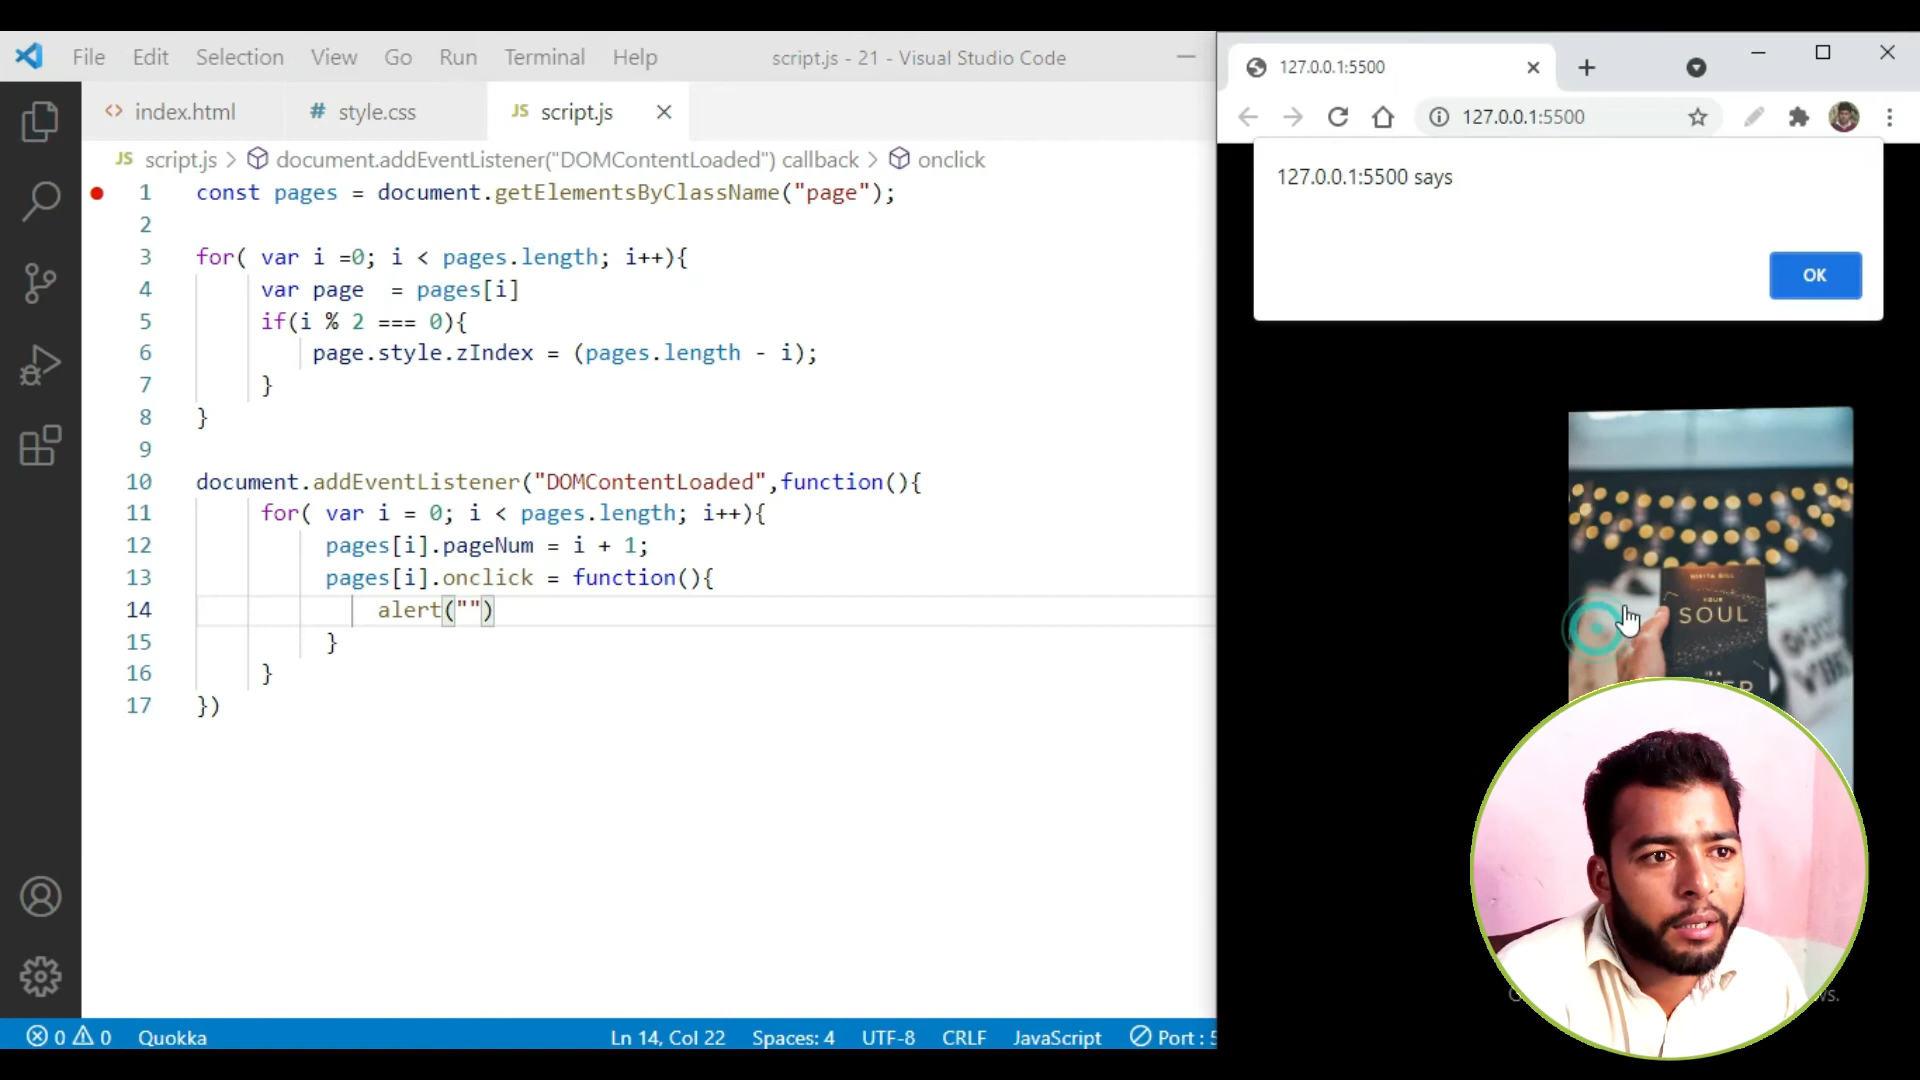 File Edit Selection View Go Run Terminal Help script.js - 21 - Visual Studio Code
index.html style.css JS script.js
JS script.js > document.addEventListener("DOMContentLoaded") callback > onclick
1 const pages = document.getElementsByClassName("page");
2
3 for( var i =0; i < pages.length; i++){
4 var page = pages[i]
5 if(i % 2 === 0){
6 page.style.zIndex = (pages.length - i);
7 }
8 }
9
10 document.addEventListener("DOMContentLoaded",function(){
11 for( var i = 0; i < pages.length; i++){
12 pages[i].pageNum = i + 1;
13 pages[i].onclick = function(){
14 alert("")
15 }
16 }
17 })
0 0 Quokka Ln 14, Col 22 Spaces: 4 UTF-8 CRLF JavaScript Port : 5
127.0.0.1:5500
127.0.0.1:5500
127.0.0.1:5500 says
OK
NIKITA GILL
YOUR
SOUL
IS A